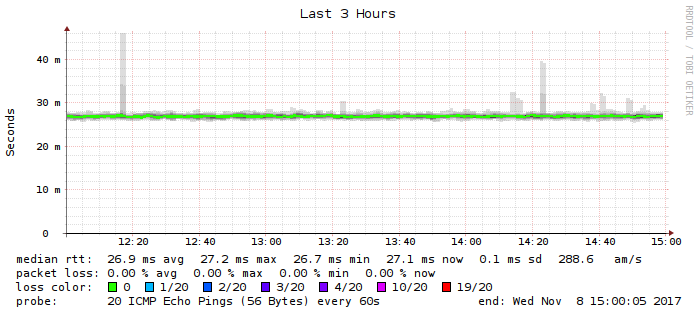 Last 3 Hours
RRDTOOL / TOBI OETIKER
Seconds
40 m
30 m
20 m
10 m
0
12:20 12:40 13:00 13:20 13:40 14:00 14:20 14:40 15:00
median rtt: 26.9 ms avg 27.2 ms max 26.7 ms min 27.1 ms now 0.1 ms sd 288.6 am/s
packet loss: 0.00 % avg 0.00 % max 0.00 % min 0.00 % now
loss color: 0 1/20 2/20 3/20 4/20 10/20 19/20
probe: 20 ICMP Echo Pings (56 Bytes) every 60s end: Wed Nov 8 15:00:05 2017